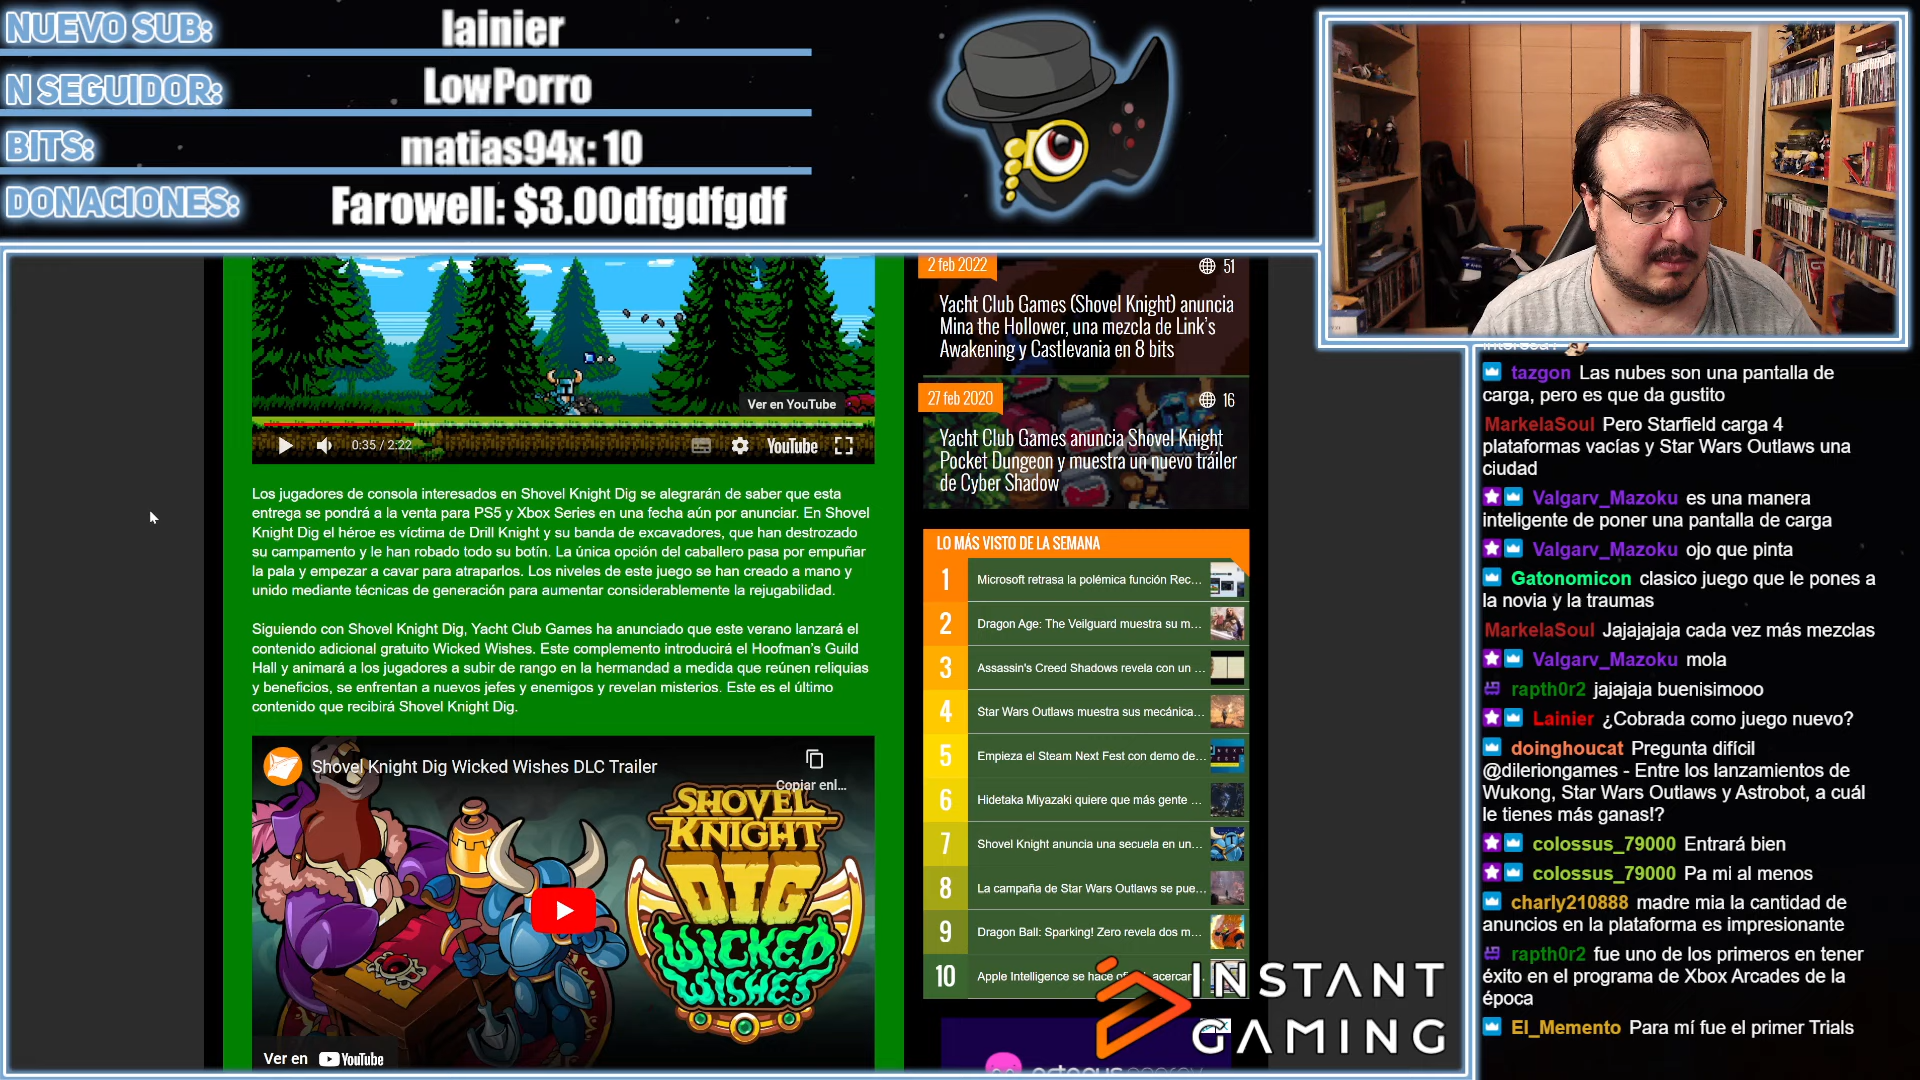 NUEVO SUB:
lainier
N SEGUIDOR:
LowPorro
BITS:
matias94x: 10
DONACIONES:
Farowell: $3.00dfgdfgdf
Ver en YouTube
0:35 / 2:22
YouTube
Los jugadores de consola interesados en Shovel Knight Dig se alegrarán de saber que esta
entrega se pondrá a la venta para PS5 y Xbox Series en una fecha aún por anunciar. En Shovel
Knight Dig el héroe es víctima de Drill Knight y su banda de excavadores, que han destrozado
su campamento y le han robado todo su botín. La única opción del caballero pasa por empuñar
la pala y empezar a cavar para atraparlos. Los niveles de este juego se han creado a mano y
unido mediante técnicas de generación para aumentar considerablemente la rejugabilidad.
Siguiendo con Shovel Knight Dig, Yacht Club Games ha anunciado que este verano lanzará el
contenido adicional gratuito Wicked Wishes. Este complemento introducirá el Hoofman's Guild
Hall y animará a los jugadores a subir de rango en la hermandad a medida que reúnen reliquias
y beneficios, se enfrentan a nuevos jefes y enemigos y revelan misterios. Este es el último
contenido que recibirá Shovel Knight Dig.
Shovel Knight Dig Wicked Wishes DLC Trailer
Copiar enl...
SHOVEL
KNIGHT
DIG
WICKED
WISHES
Ver en YouTube
2 feb 2022
51
Yacht Club Games (Shovel Knight) anuncia
Mina the Hollower, una mezcla de Link's
Awakening y Castlevania en 8 bits
27 feb 2020
16
Yacht Club Games anuncia Shovel Knight
Pocket Dungeon y muestra un nuevo tráiler
de Cyber Shadow
LO MÁS VISTO DE LA SEMANA
1 Microsoft retrasa la polémica función Rec...
2 Dragon Age: The Veilguard muestra su m...
3 Assassin's Creed Shadows revela con un ...
4 Star Wars Outlaws muestra sus mecánica...
5 Empieza el Steam Next Fest con demo de...
6 Hidetaka Miyazaki quiere que más gente ...
7 Shovel Knight anuncia una secuela en un...
8 La campaña de Star Wars Outlaws se pue...
9 Dragon Ball: Sparking! Zero revela dos m...
10 Apple Intelligence se hace
INSTANT
GAMING
tazgon Las nubes son una pantalla de
carga, pero es que da gustito
MarkelaSoul Pero Starfield carga 4
plataformas vacías y Star Wars Outlaws una
ciudad
Valgarv_Mazoku es una manera
inteligente de poner una pantalla de carga
Valgarv_Mazoku ojo que pinta
Gatonomicon clasico juego que le pones a
la novia y la traumas
MarkelaSoul Jajajajaja cada vez más mezclas
Valgarv_Mazoku mola
rapth0r2 jajajaja buenisimooo
Lainier ¿Cobrada como juego nuevo?
doinghoucat Pregunta difícil
@dileriongames - Entre los lanzamientos de
Wukong, Star Wars Outlaws y Astrobot, a cuál
le tienes más ganas!?
colossus_79000 Entrará bien
colossus_79000 Pa mi al menos
charly210888 madre mia la cantidad de
anuncios en la plataforma es impresionante
rapth0r2 fue uno de los primeros en tener
éxito en el programa de Xbox Arcades de la
época
El_Memento Para mí fue el primer Trials